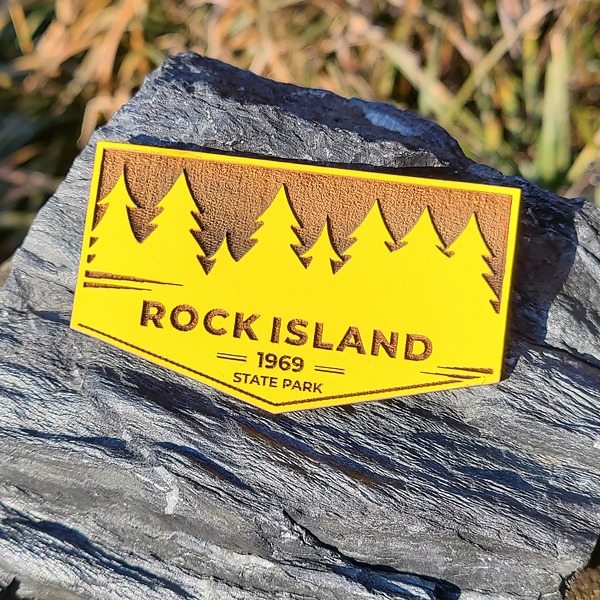 ROCK ISLAND
1969
STATE PARK